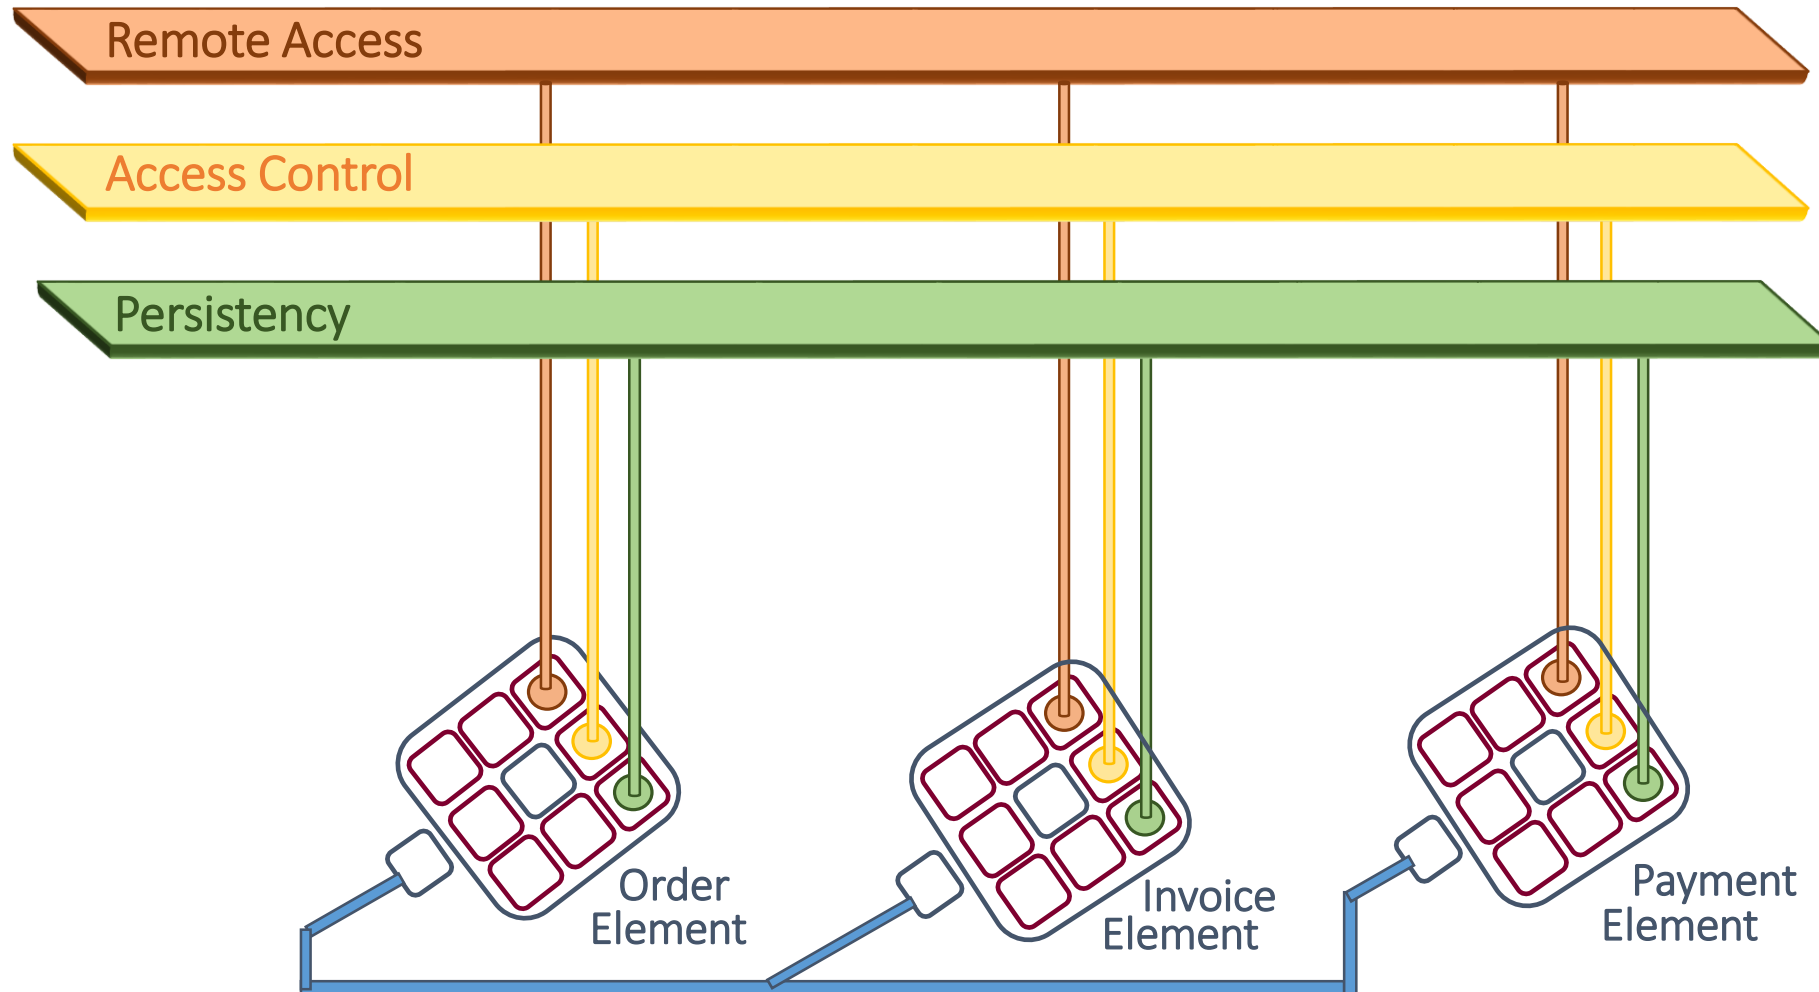 Remote Access
Access Control
Persistency
Order
Element
Invoice
Element
Payment
Element